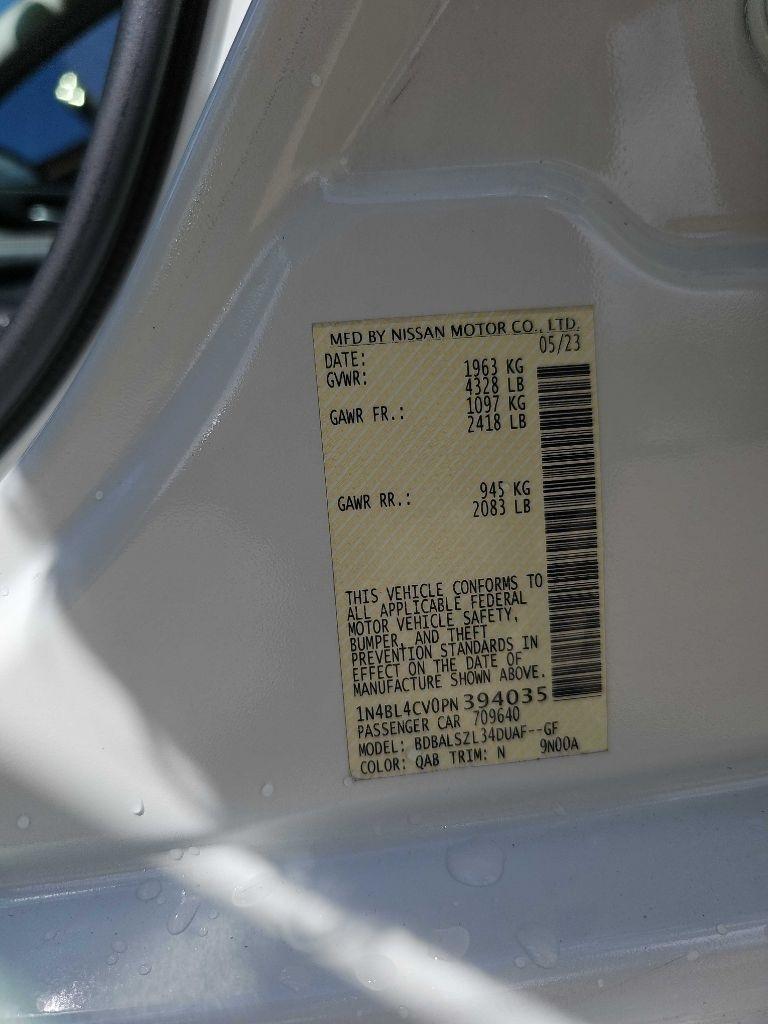 MFD BY NISSAN MOTOR CO., LTD.
DATE: 05/23
GVWR: 1963 KG
4328 LB
GAWR FR.: 1097 KG
2418 LB
GAWR RR.: 945 KG
2083 LB
THIS VEHICLE CONFORMS TO
ALL APPLICABLE FEDERAL
MOTOR VEHICLE SAFETY,
BUMPER, AND THEFT
PREVENTION STANDARDS IN
EFFECT ON THE DATE OF
MANUFACTURE SHOWN ABOVE.
1N4BL4CV0PN394035
PASSENGER CAR 709640
MODEL: BDBALSZL34DUAF--GF
COLOR: QAB TRIM: N 9N00A